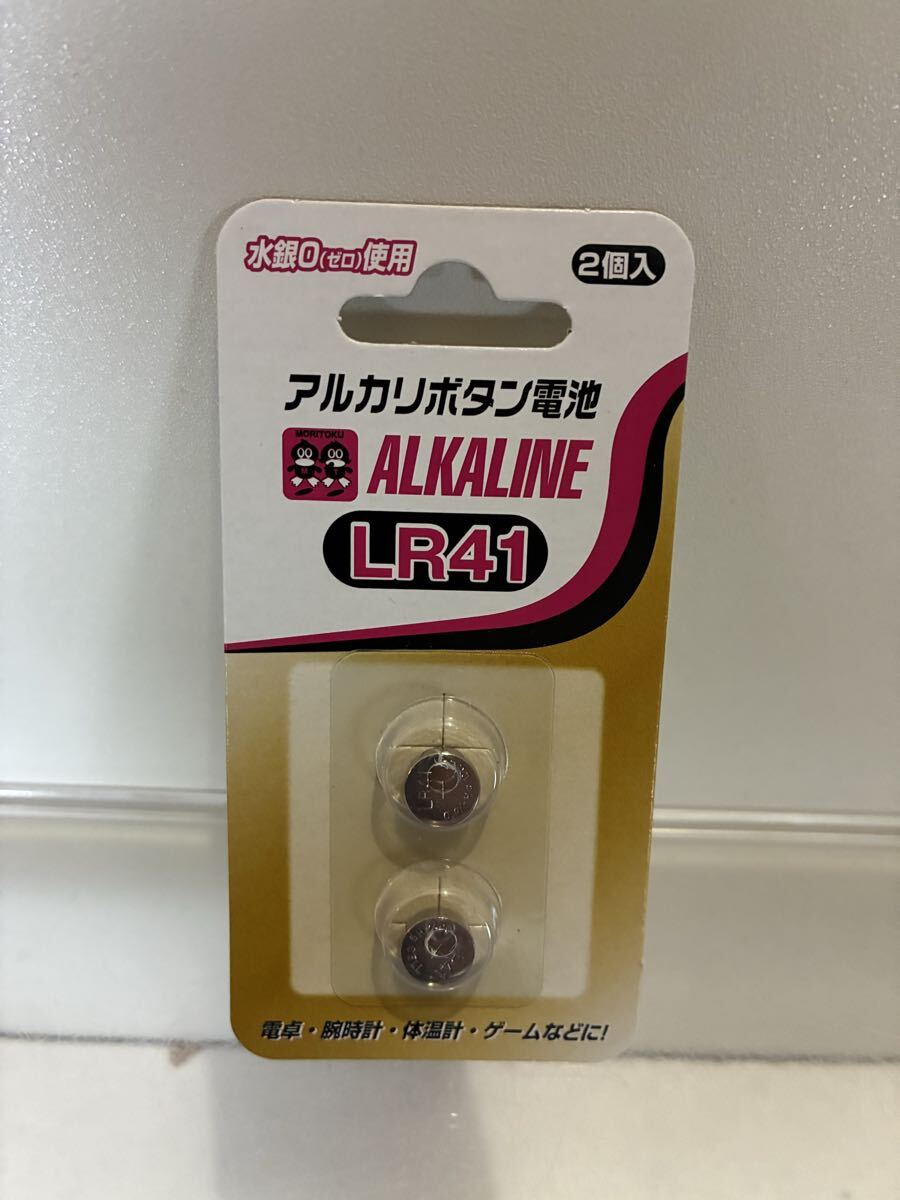 水銀0(ゼロ)使用
2個入
アルカリボタン電池
MORITOKU
M T
ALKALINE
LR41
LR41
電卓・腕時計・体温計・ゲームなどに!